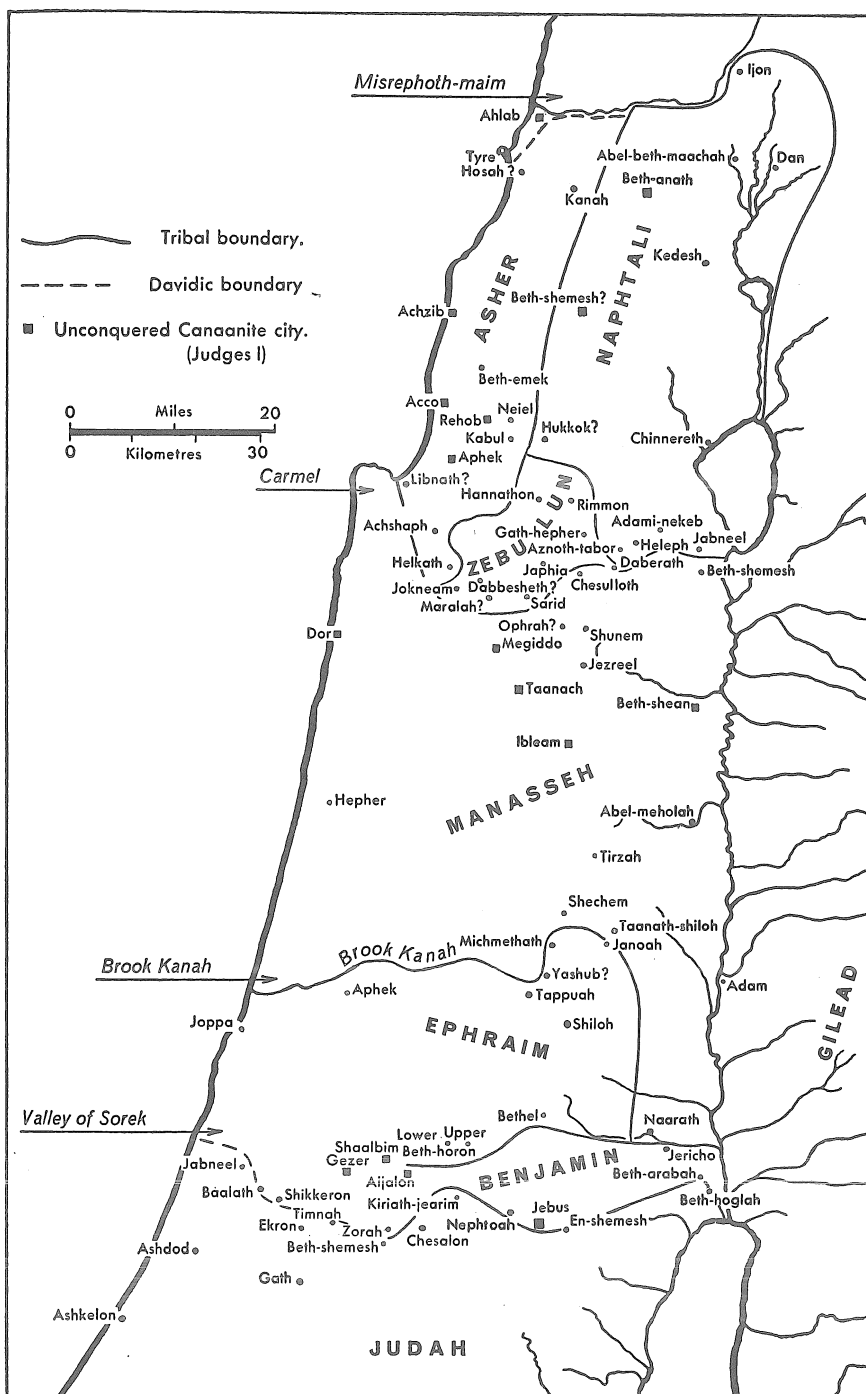 Misrephoth-maim
Ijon
Ahlab
Tyre
Hosah?
Abel-beth-maachah
Dan
Beth-anath
Kanah
Tribal boundary.
ASHER
NAPHTALI
Kedesh
Davidic boundary
Beth-shemesh?
Achzib
Unconquered Canaanite city.
(Judges I)
Beth-emek
0 Miles 20
Acco
Neiel
Rehob
0 Kilometres 30
Kabul
Hukkok?
Chinnereth
Aphek
Carmel
Libnath?
Hannathon
Rimmon
ZEBULUN
Achshaph
Adami-nekeb
Gath-hepher
Heleph
Jabneel
Aznoth-tabor
Helkath
Japhia
Daberath
Beth-shemesh
Jokneam
Dabbesheth?
Chesulloth
Maralah?
Sarid
Ophrah?
Shunem
Dor
Megiddo
Jezreel
Taanach
Beth-shean
Ibleam
MANASSEH
Hepher
Abel-meholah
Tirzah
Shechem
Taanath-shiloh
Michmethath
Janoah
Brook Kanah
Brook Kanah
Yashub?
Adam
Aphek
Tappuah
Joppa
EPHRAIM
Shiloh
GILEAD
Valley of Sorek
Bethel
Naarath
Lower Upper
Beth-horon
Shaalbim
Gezer
Jabneel
Aijalon
BENJAMIN
Jericho
Beth-arabah
Baalath
Shikkeron
Kiriath-jearim
Beth-hoglah
Timnah
Nephtoah
Jebus
Ekron
Zorah
Chesalon
En-shemesh
Beth-shemesh
Ashdod
Gath
Ashkelon
JUDAH